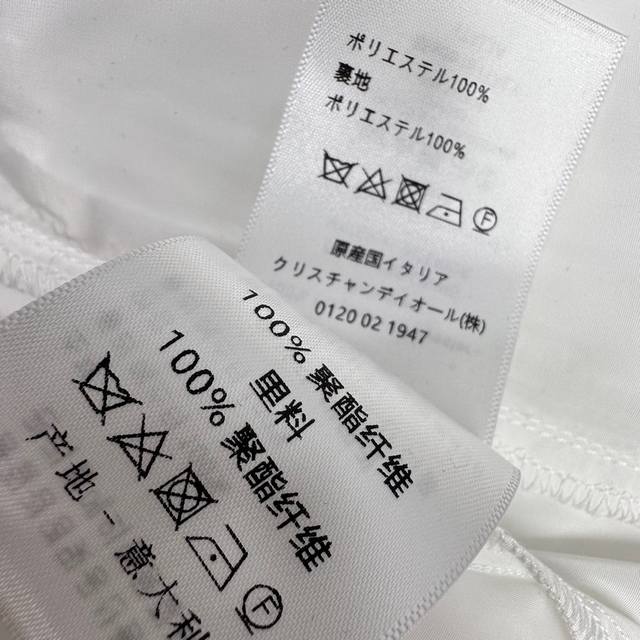 ポリエステル100%
裏地
ポリエステル100%
F
原産国イタリア
クリスチャンディオール(株)
0120 02 1947
100% 聚酯纤维
里料
100% 聚酯纤维
F
产地 - 意大利